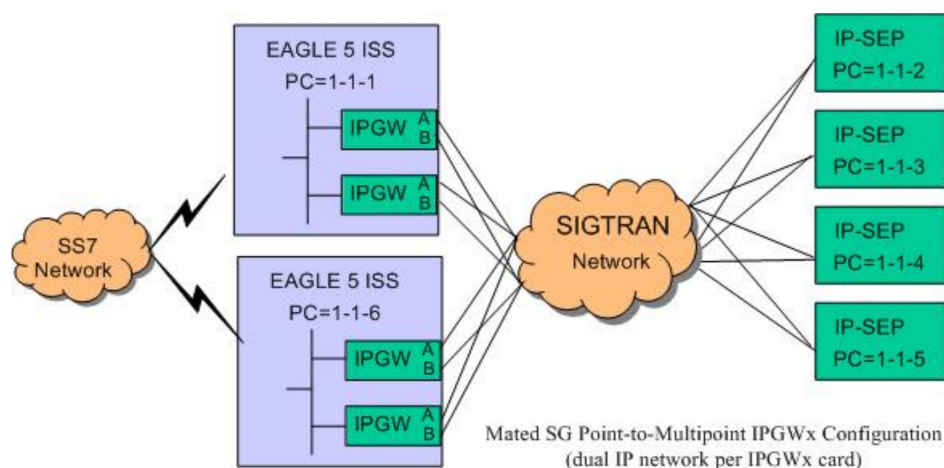 SS7
Network
EAGLE 5 ISS
PC=1-1-1
IPGW A
B
IPGW A
B
EAGLE 5 ISS
PC=1-1-6
IPGW A
B
IPGW A
B
SIGTRAN
Network
IP-SEP
PC=1-1-2
IP-SEP
PC=1-1-3
IP-SEP
PC=1-1-4
IP-SEP
PC=1-1-5
Mated SG Point-to-Multipoint IPGWx Configuration
(dual IP network per IPGWx card)